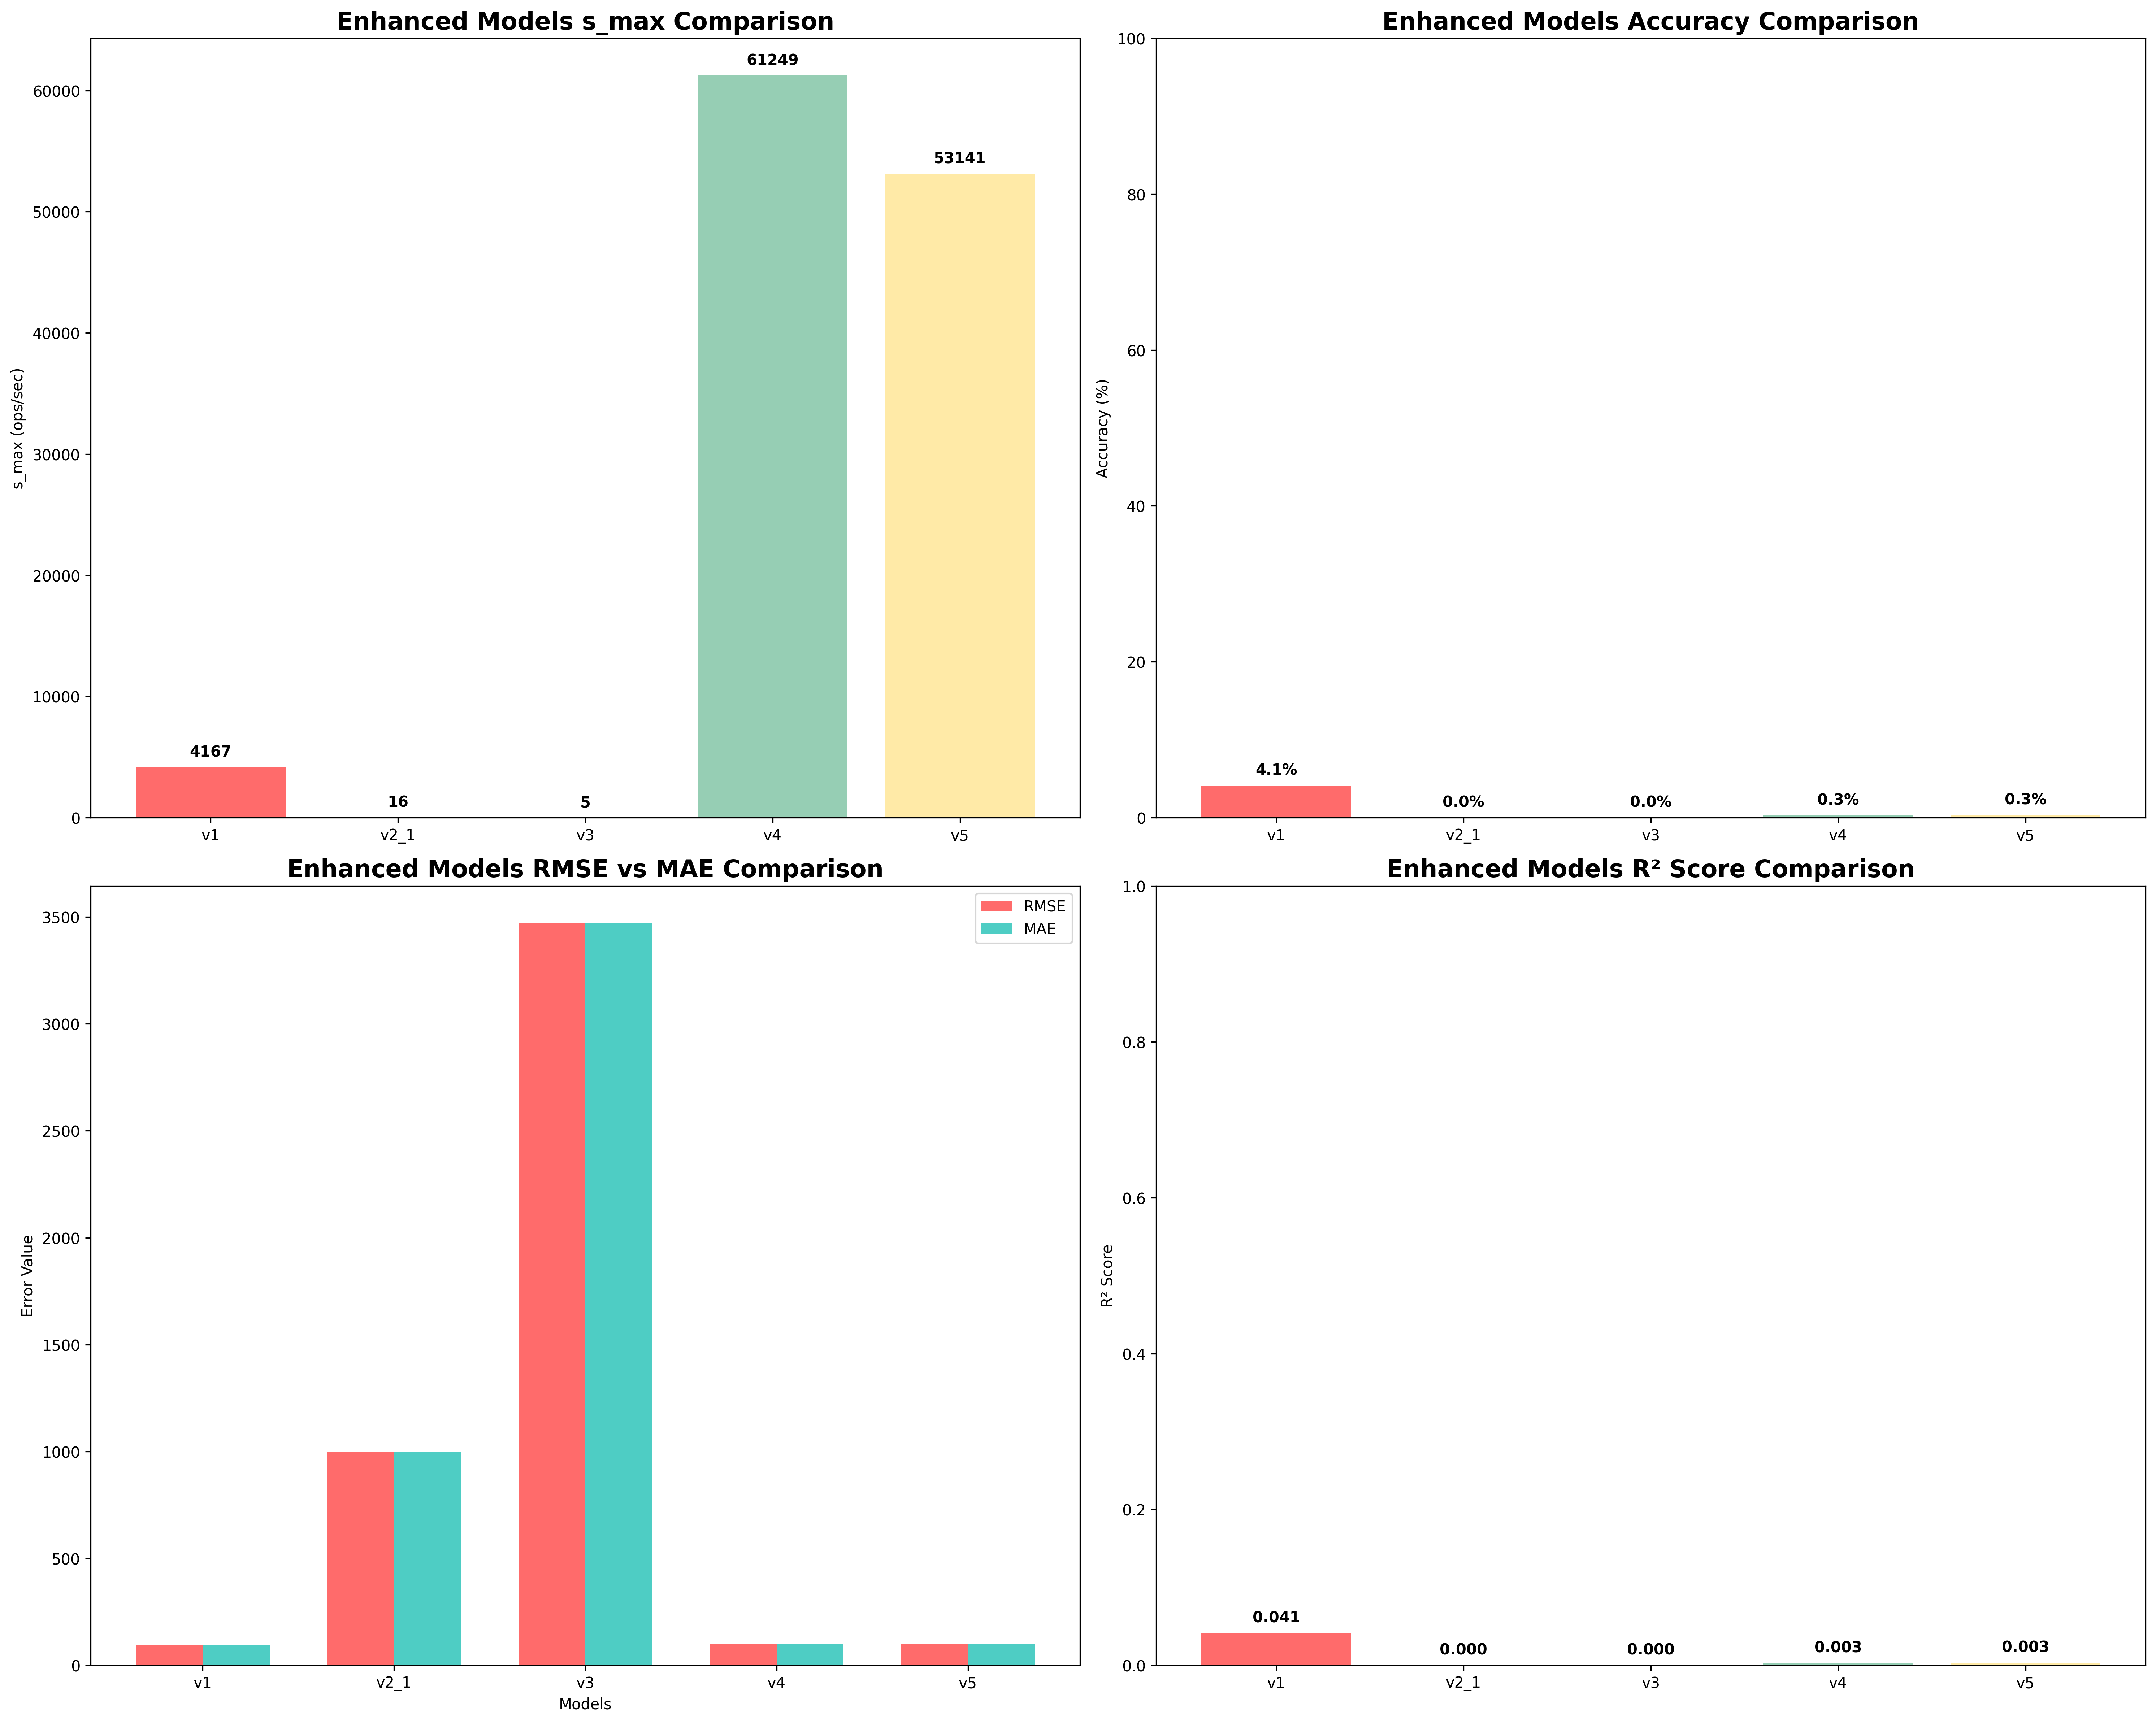 Enhanced Models s_max Comparison
s_max (ops/sec)
60000
50000
40000
30000
20000
10000
0
4167
16
5
61249
53141
v1
v2_1
v3
v4
v5
Enhanced Models Accuracy Comparison
Accuracy (%)
100
80
60
40
20
0
4.1%
0.0%
0.0%
0.3%
0.3%
v1
v2_1
v3
v4
v5
Enhanced Models RMSE vs MAE Comparison
RMSE
MAE
Error Value
3500
3000
2500
2000
1500
1000
500
0
v1
v2_1
v3
v4
v5
Models
Enhanced Models R² Score Comparison
R² Score
1.0
0.8
0.6
0.4
0.2
0.0
0.041
0.000
0.000
0.003
0.003
v1
v2_1
v3
v4
v5